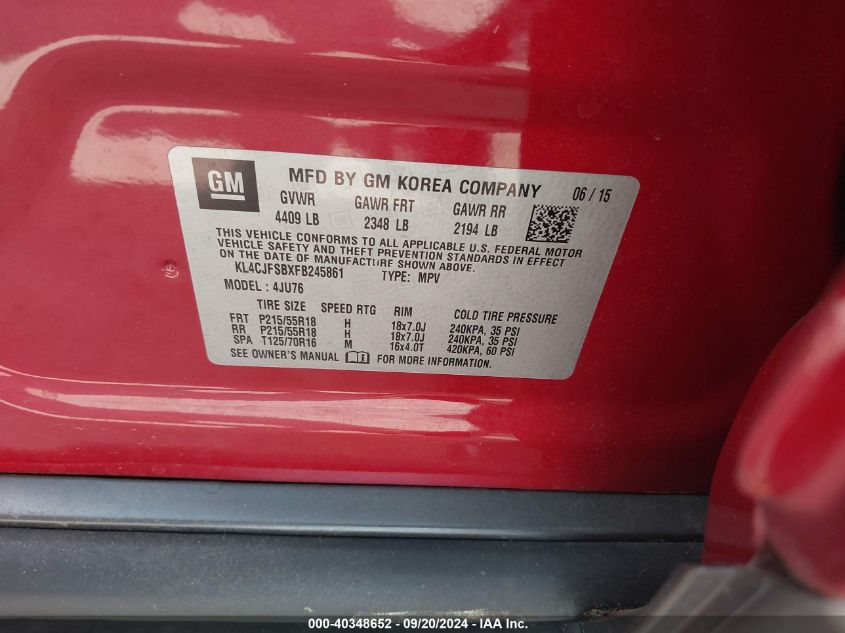 GM
MFD BY GM KOREA COMPANY 06 / 15
GVWR GAWR FRT GAWR RR
4409 LB 2348 LB 2194 LB
THIS VEHICLE CONFORMS TO ALL APPLICABLE U.S. FEDERAL MOTOR
VEHICLE SAFETY AND THEFT PREVENTION STANDARDS IN EFFECT
ON THE DATE OF MANUFACTURE SHOWN ABOVE.
KL4CJFSBXFB245861 TYPE: MPV
MODEL : 4JU76
TIRE SIZE SPEED RTG RIM COLD TIRE PRESSURE
FRT P215/55R18 H 18x7.0J 240KPA, 35 PSI
RR P215/55R18 H 18x7.0J 240KPA, 35 PSI
SPA T125/70R16 M 16x4.0T 420KPA, 60 PSI
SEE OWNER'S MANUAL FOR MORE INFORMATION.
000-40348652 - 09/20/2024 - IAA, Inc.